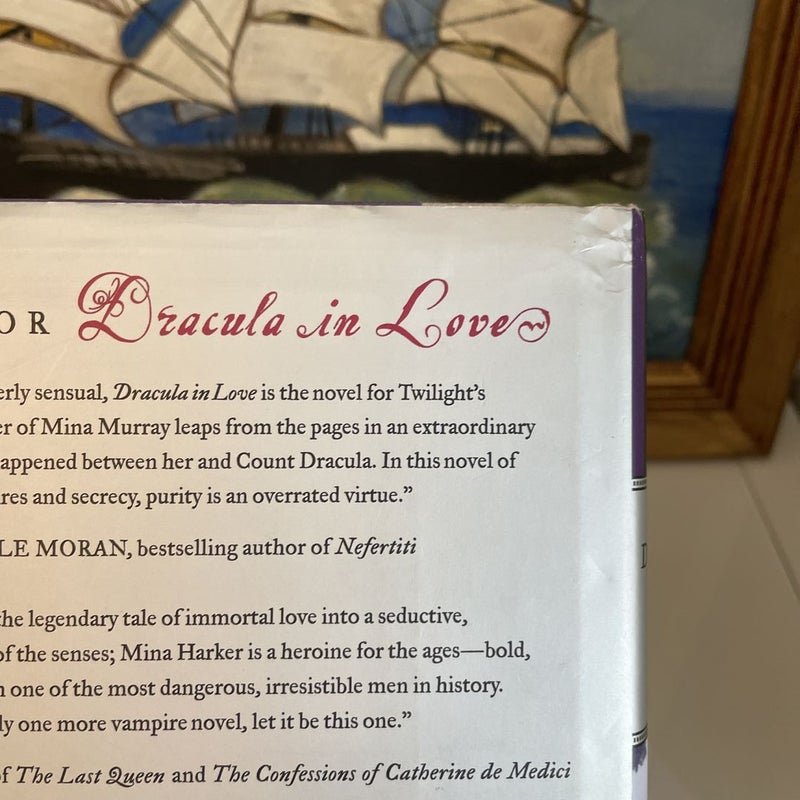 OR Dracula in Love
erly sensual, Dracula in Love is the novel for Twilight's
er of Mina Murray leaps from the pages in an extraordinary
appened between her and Count Dracula. In this novel of
res and secrecy, purity is an overrated virtue.”
LE MORAN, bestselling author of Nefertiti
the legendary tale of immortal love into a seductive,
of the senses; Mina Harker is a heroine for the ages—bold,
n one of the most dangerous, irresistible men in history.
ly one more vampire novel, let it be this one.”
of The Last Queen and The Confessions of Catherine de Medici
D